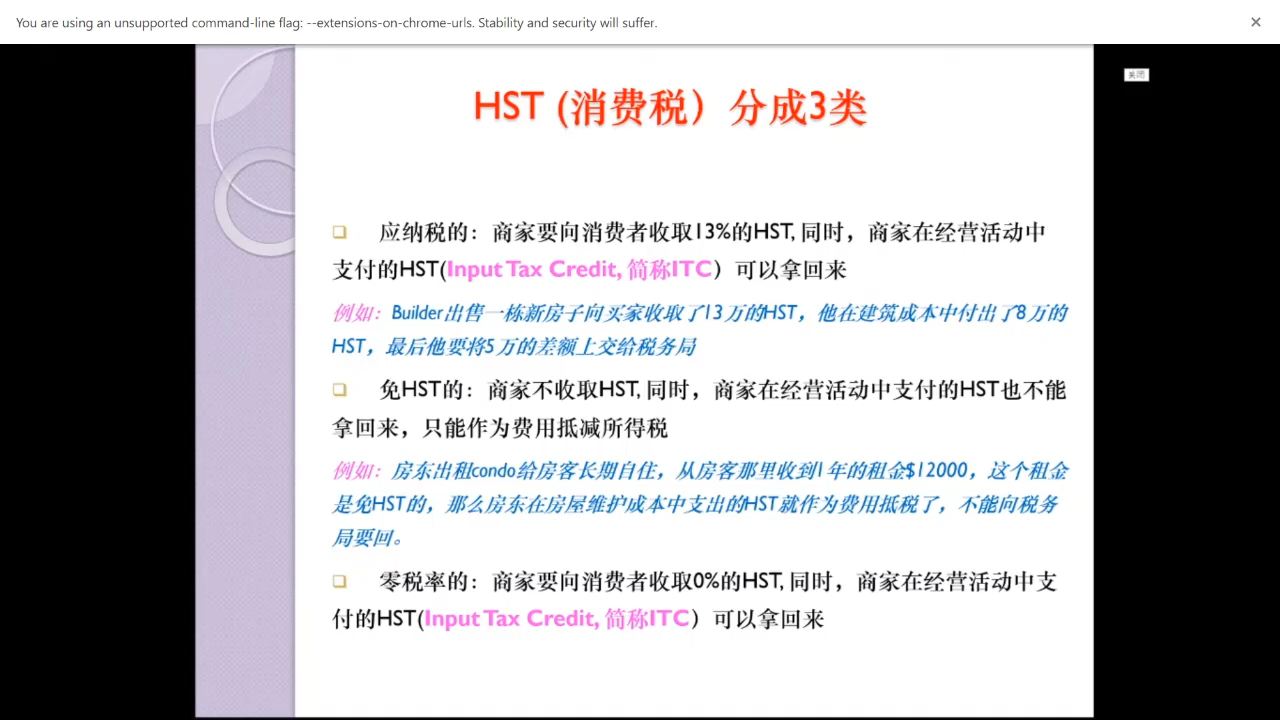 You are using an unsupported command-line flag: --extensions-on-chrome-urls. Stability and security will suffer.
关闭
HST (消费税）分成3类
应纳税的：商家要向消费者收取13%的HST, 同时，商家在经营活动中
支付的HST(Input Tax Credit, 简称ITC）可以拿回来
例如：Builder出售一栋新房子向买家收取了13万的HST，他在建筑成本中付出了8万的
HST，最后他要将5万的差额上交给税务局
免HST的：商家不收取HST, 同时，商家在经营活动中支付的HST也不能
拿回来，只能作为费用抵减所得税
例如：房东出租condo给房客长期自住，从房客那里收到1年的租金$12000，这个租金
是免HST的，那么房东在房屋维护成本中支出的HST就作为费用抵税了，不能向税务
局要回。
零税率的：商家要向消费者收取0%的HST, 同时，商家在经营活动中支
付的HST(Input Tax Credit, 简称ITC）可以拿回来